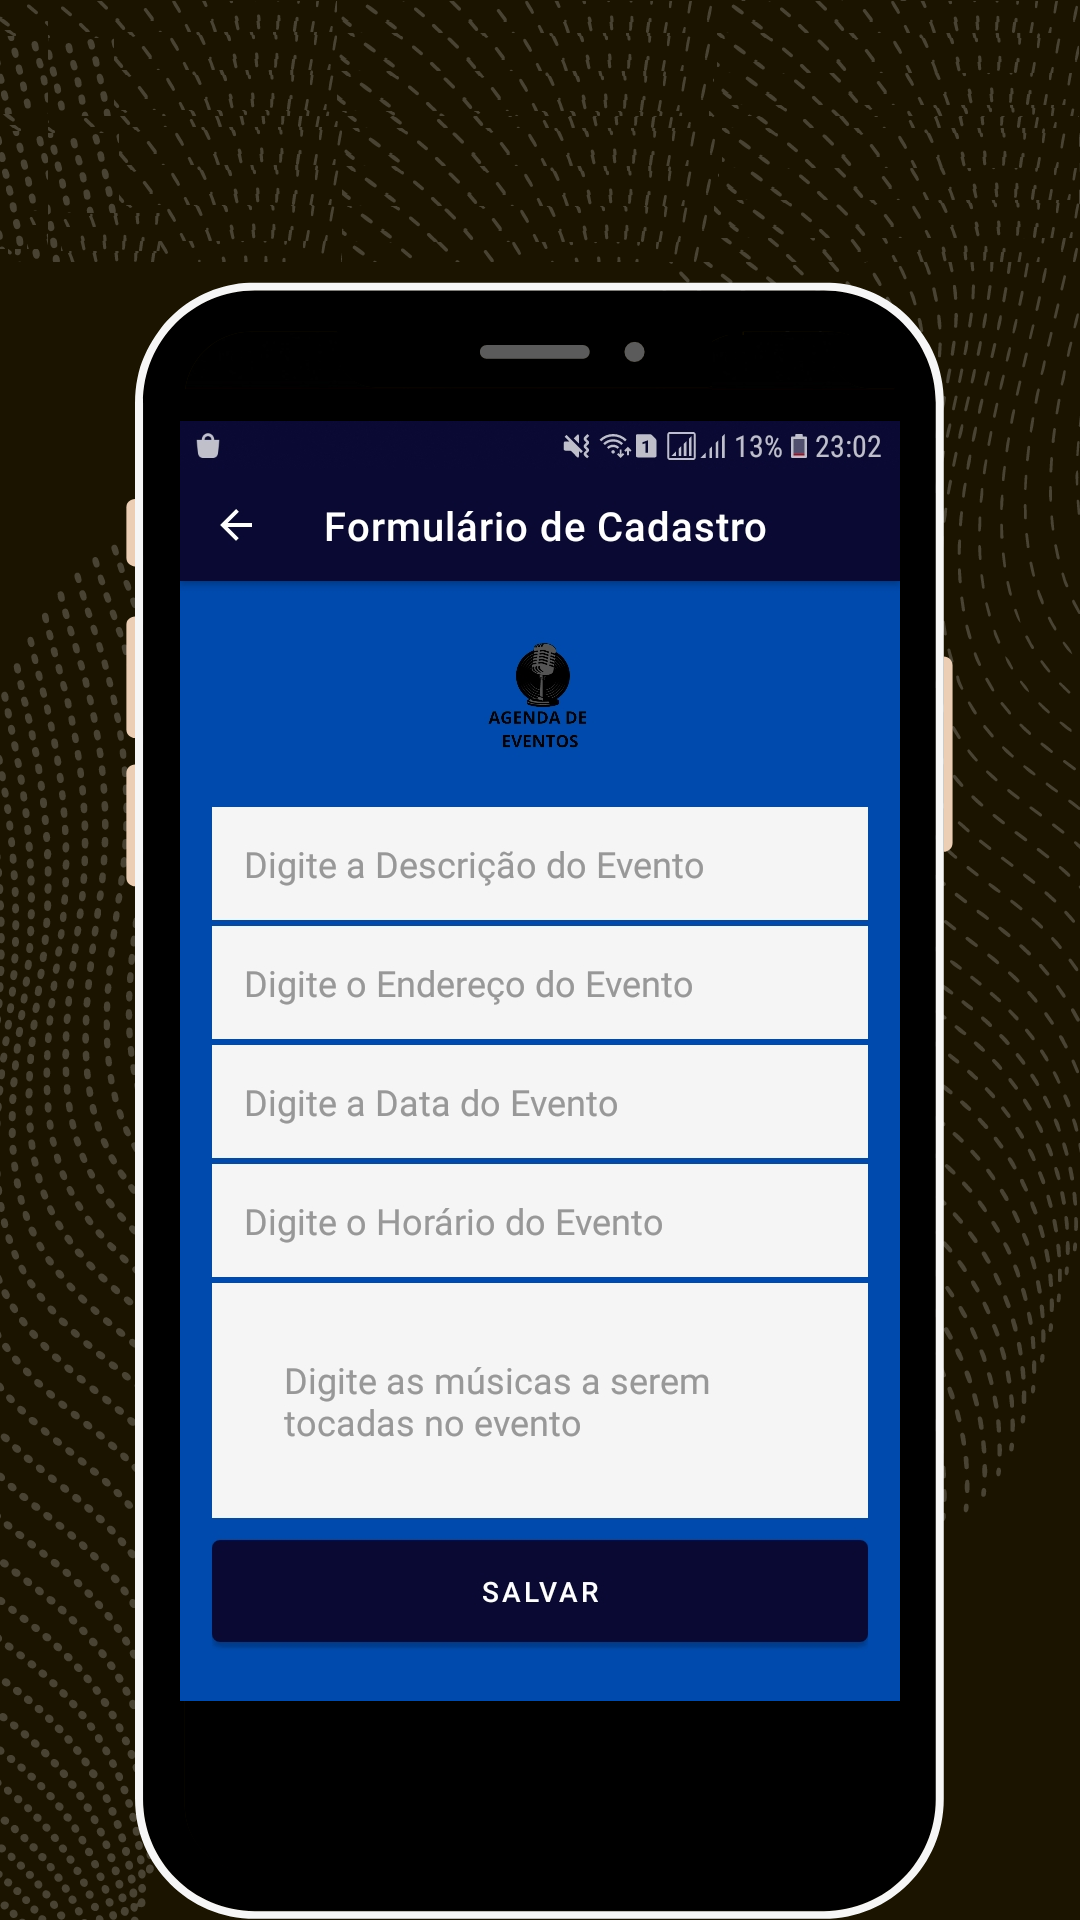 1 13% 23:02
Formulário de Cadastro
AGENDA DE
EVENTOS
Digite a Descrição do Evento
Digite o Endereço do Evento
Digite a Data do Evento
Digite o Horário do Evento
Digite as músicas a serem
tocadas no evento
SALVAR